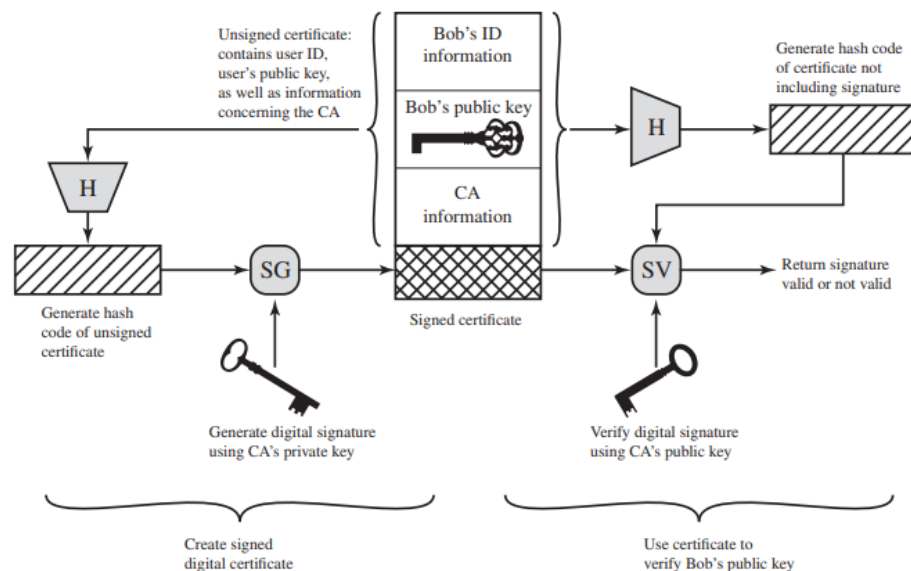 Unsigned certificate:
contains user ID,
user's public key,
as well as information
concerning the CA
Bob's ID
information
Bob's public key
CA
information
Generate hash code
of certificate not
including signature
H
H
SG
SV
Return signature
valid or not valid
Generate hash
code of unsigned
certificate
Signed certificate
Generate digital signature
using CA's private key
Verify digital signature
using CA's public key
Create signed
digital certificate
Use certificate to
verify Bob's public key